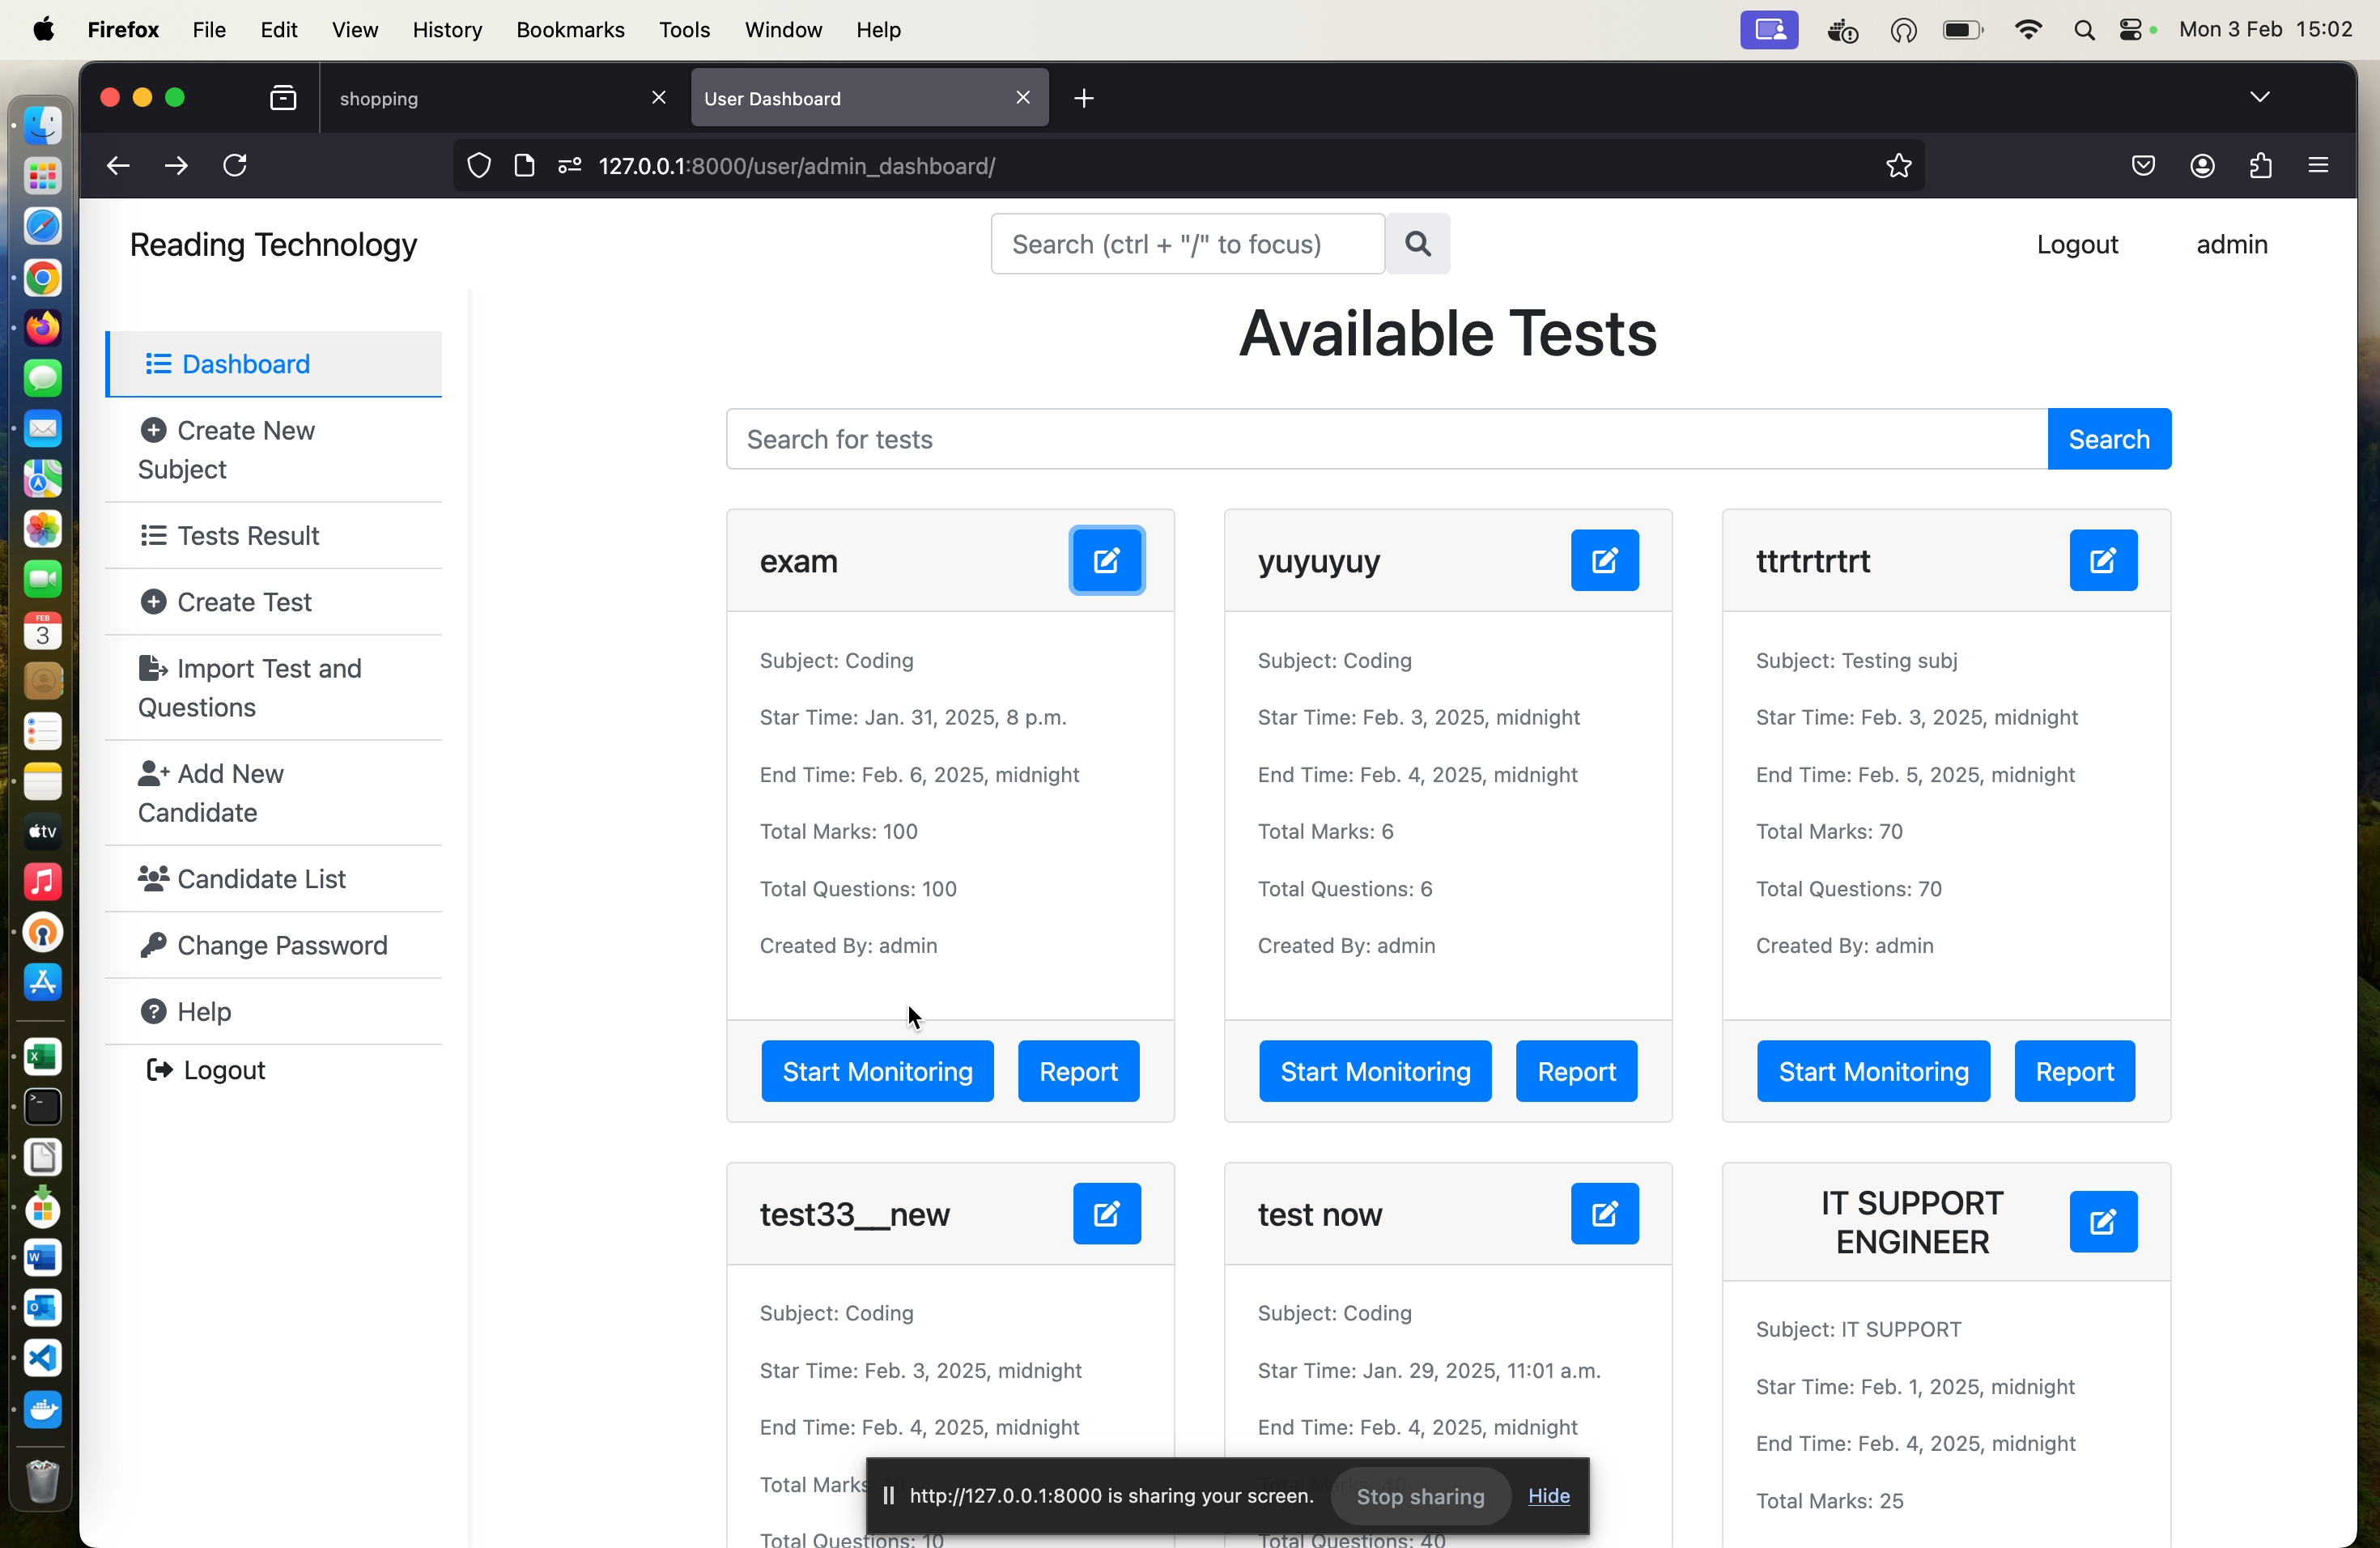 Firefox File Edit View History Bookmarks Tools Window Help Mon 3 Feb 15:02
shopping
User Dashboard
127.0.0.1:8000/user/admin_dashboard/
Reading Technology
Search (ctrl + "/" to focus)
Logout
admin
Dashboard
Create New
Subject
Tests Result
Create Test
Import Test and
Questions
Add New
Candidate
Candidate List
Change Password
Help
Logout
Available Tests
Search for tests
Search
exam
Subject: Coding
Star Time: Jan. 31, 2025, 8 p.m.
End Time: Feb. 6, 2025, midnight
Total Marks: 100
Total Questions: 100
Created By: admin
Start Monitoring
Report
yuyuyuy
Subject: Coding
Star Time: Feb. 3, 2025, midnight
End Time: Feb. 4, 2025, midnight
Total Marks: 6
Total Questions: 6
Created By: admin
Start Monitoring
Report
ttrtrtrtrt
Subject: Testing subj
Star Time: Feb. 3, 2025, midnight
End Time: Feb. 5, 2025, midnight
Total Marks: 70
Total Questions: 70
Created By: admin
Start Monitoring
Report
test33__new
Subject: Coding
Star Time: Feb. 3, 2025, midnight
End Time: Feb. 4, 2025, midnight
Total Marks
Total Questions: 10
test now
Subject: Coding
Star Time: Jan. 29, 2025, 11:01 a.m.
End Time: Feb. 4, 2025, midnight
Total Questions: 40
IT SUPPORT
ENGINEER
Subject: IT SUPPORT
Star Time: Feb. 1, 2025, midnight
End Time: Feb. 4, 2025, midnight
Total Marks: 25
http://127.0.0.1:8000 is sharing your screen.
Stop sharing
Hide
FEB
3
tv